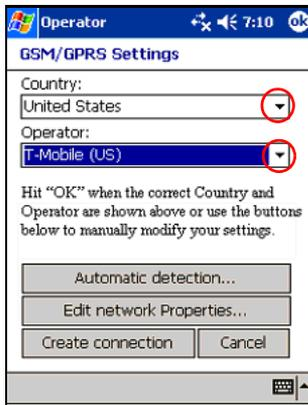 Operator 7:10 ok
GSM/GPRS Settings
Country:
United States
Operator:
T-Mobile (US)
Hit “OK” when the correct Country and
Operator are shown above or use the buttons
below to manually modify your settings.
Automatic detection...
Edit network Properties...
Create connection Cancel